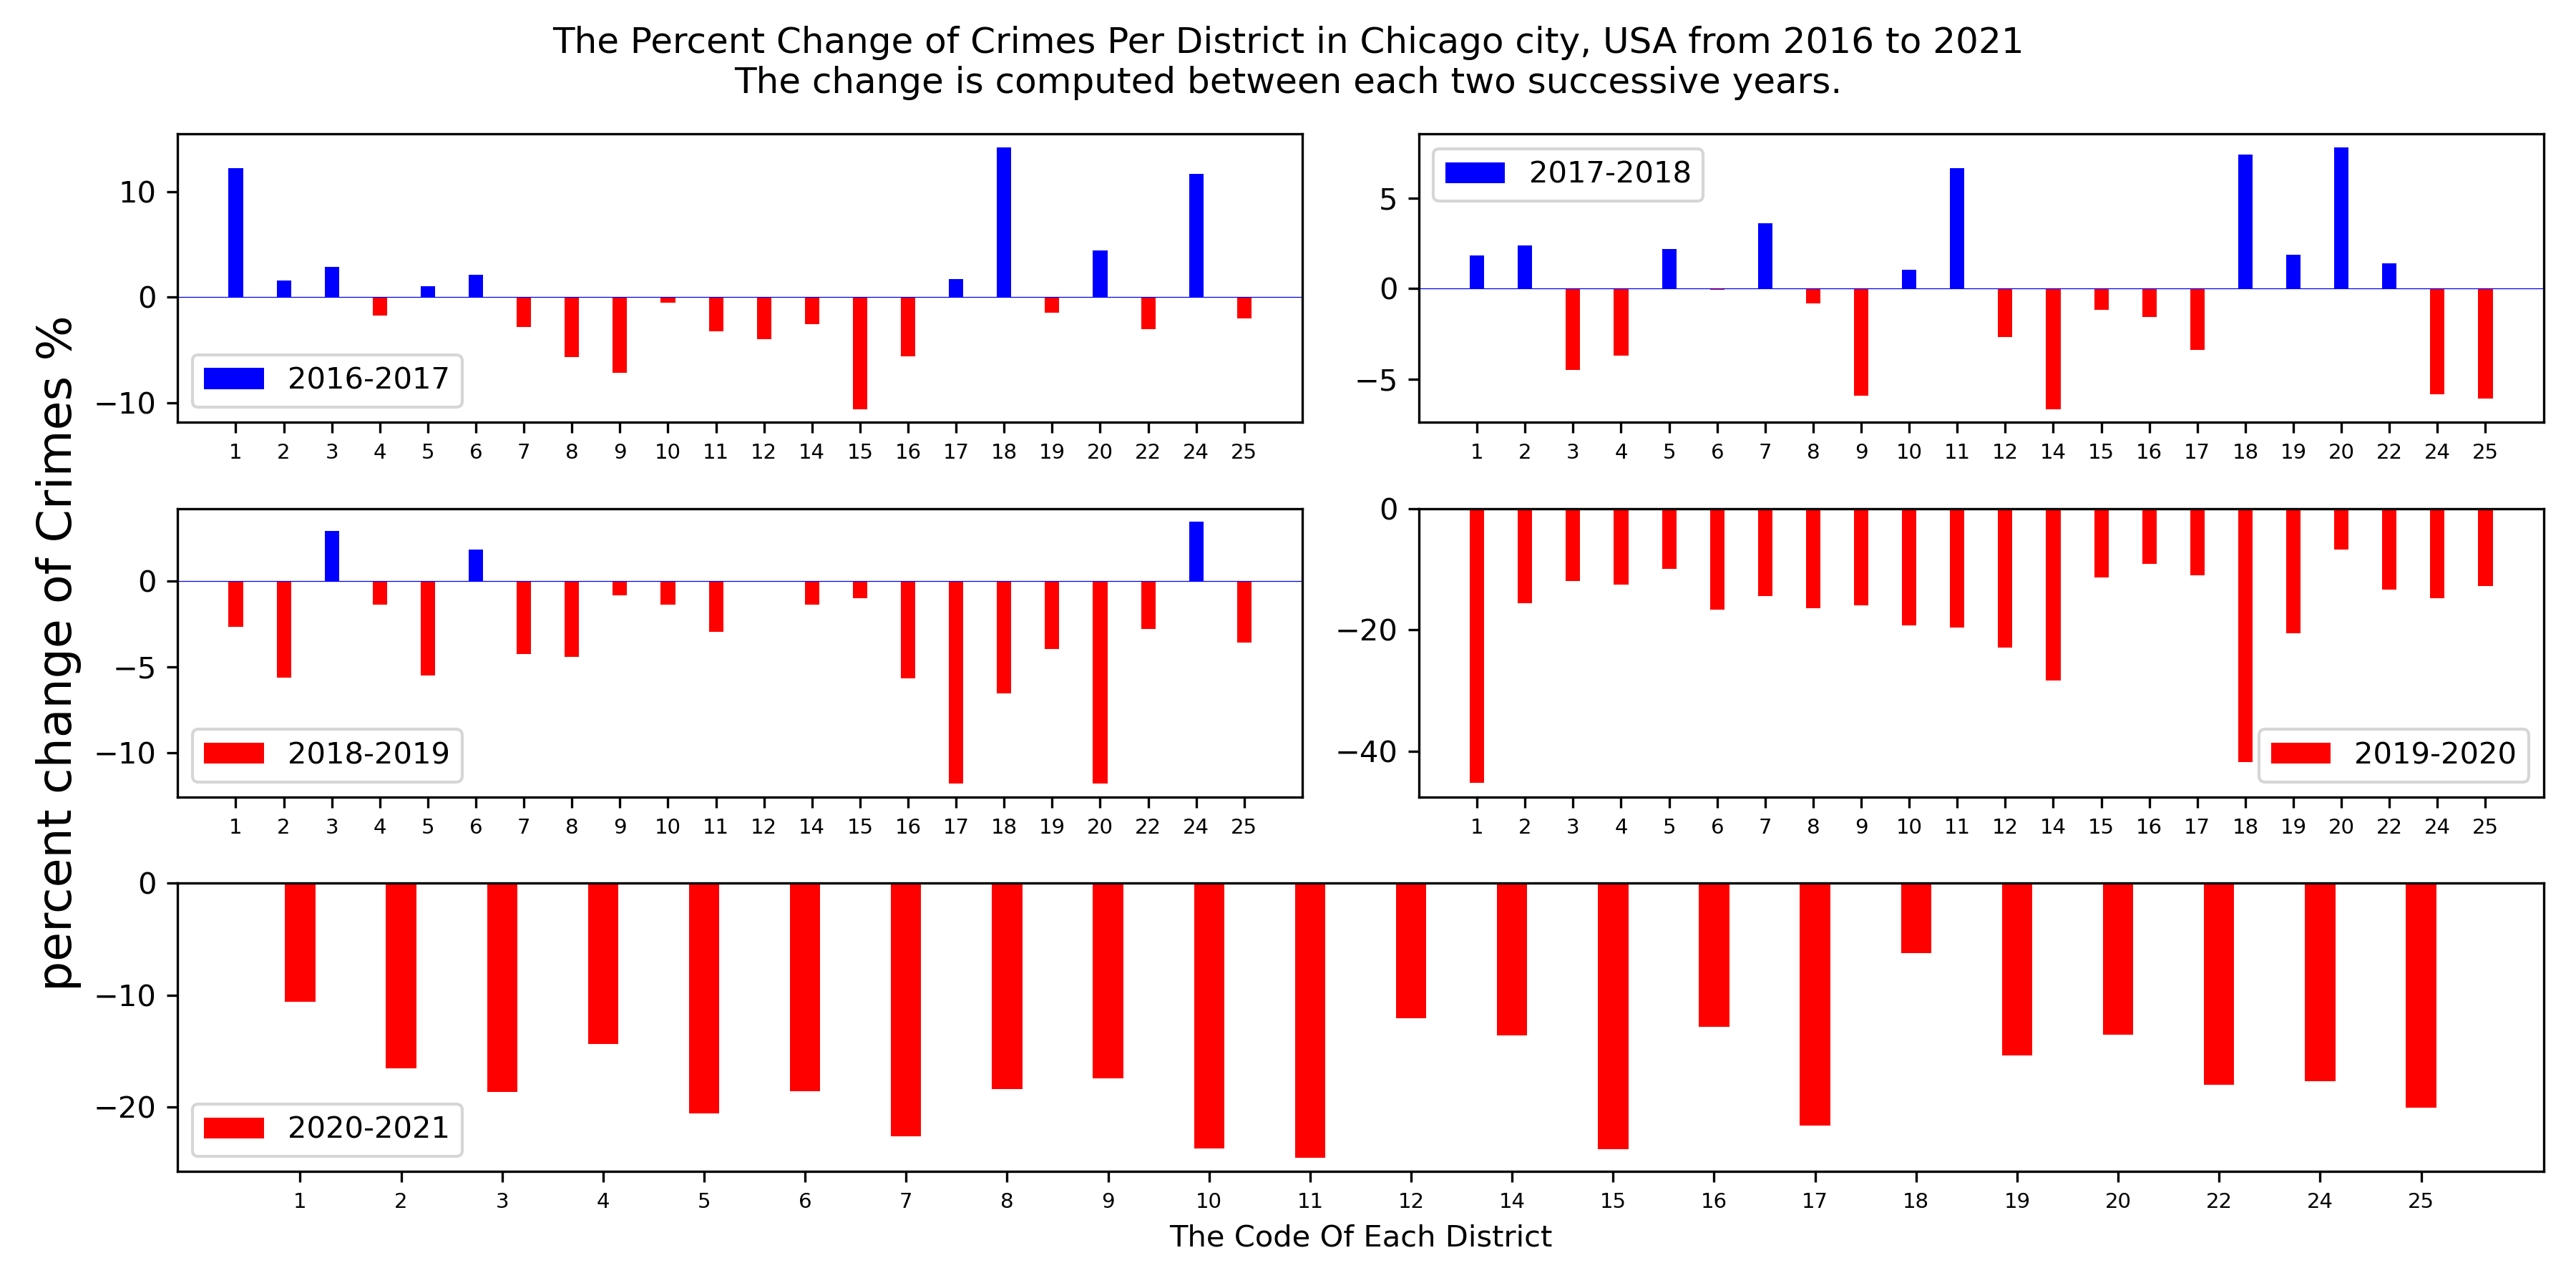 The Percent Change of Crimes Per District in Chicago city, USA from 2016 to 2021
The change is computed between each two successive years.
percent change of Crimes %
10
0
−10
2016-2017
1 2 3 4 5 6 7 8 9 10 11 12 14 15 16 17 18 19 20 22 24 25
5
0
−5
2017-2018
1 2 3 4 5 6 7 8 9 10 11 12 14 15 16 17 18 19 20 22 24 25
0
−5
−10
2018-2019
1 2 3 4 5 6 7 8 9 10 11 12 14 15 16 17 18 19 20 22 24 25
0
−20
−40
2019-2020
1 2 3 4 5 6 7 8 9 10 11 12 14 15 16 17 18 19 20 22 24 25
0
−10
−20
2020-2021
1 2 3 4 5 6 7 8 9 10 11 12 14 15 16 17 18 19 20 22 24 25
The Code Of Each District